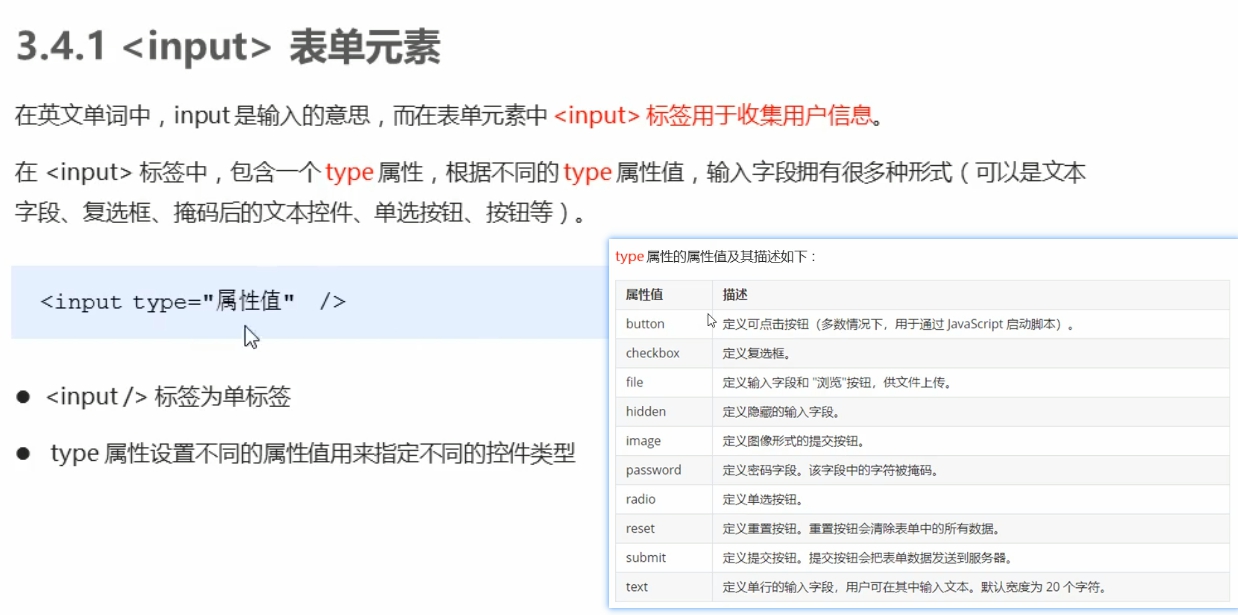 3.4.1 <input> 表单元素
在英文单词中，input 是输入的意思，而在表单元素中 <input> 标签用于收集用户信息。
在 <input> 标签中，包含一个 type 属性，根据不同的 type 属性值，输入字段拥有很多种形式（可以是文本
字段、复选框、掩码后的文本控件、单选按钮、按钮等）。
<input type="属性值" />
● <input /> 标签为单标签
● type 属性设置不同的属性值用来指定不同的控件类型
type 属性的属性值及其描述如下：
属性值 描述
button 定义可点击按钮（多数情况下，用于通过 JavaScript 启动脚本）。
checkbox 定义复选框。
file 定义输入字段和 "浏览"按钮，供文件上传。
hidden 定义隐藏的输入字段。
image 定义图像形式的提交按钮。
password 定义密码字段。该字段中的字符被掩码。
radio 定义单选按钮。
reset 定义重置按钮。重置按钮会清除表单中的所有数据。
submit 定义提交按钮。提交按钮会把表单数据发送到服务器。
text 定义单行的输入字段，用户可在其中输入文本。默认宽度为 20 个字符。